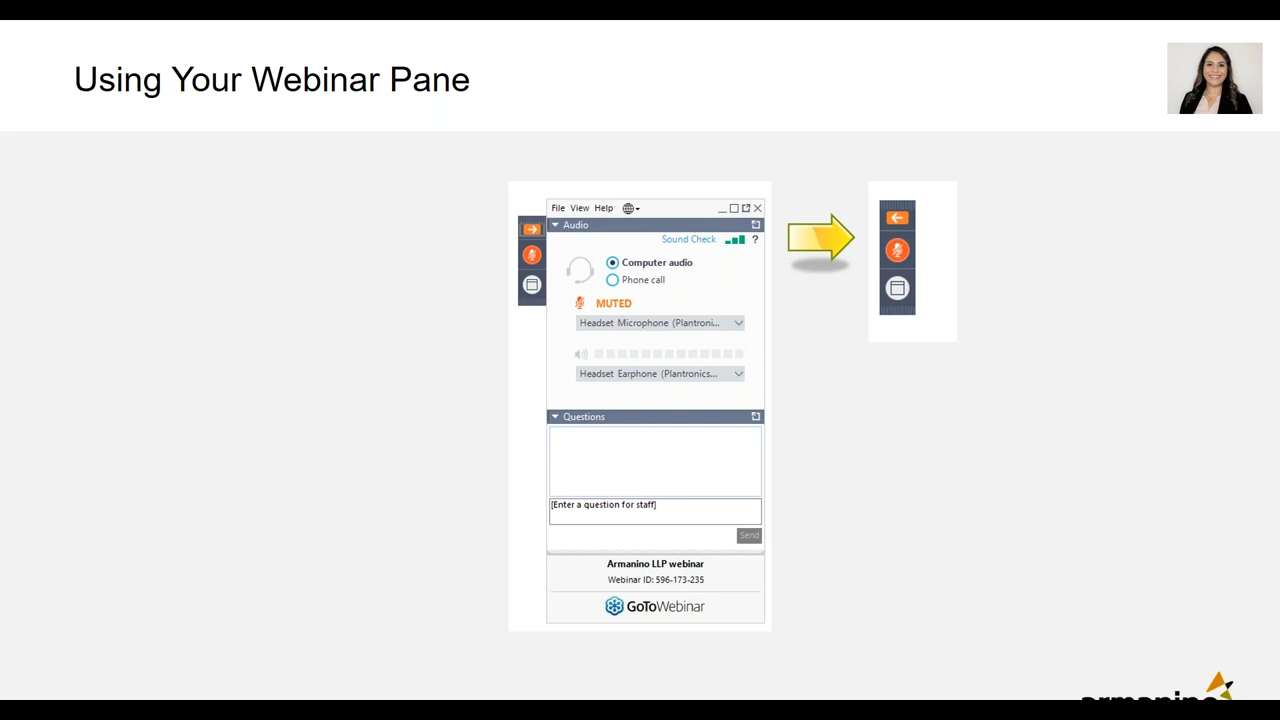 Using Your Webinar Pane
File View Help
Audio
Sound Check ?
Computer audio
Phone call
MUTED
Headset Microphone (Plantroni...
Headset Earphone (Plantronics...
Questions
[Enter a question for staff]
Send
Armanino LLP webinar
Webinar ID: 596-173-235
GoToWebinar
armanino